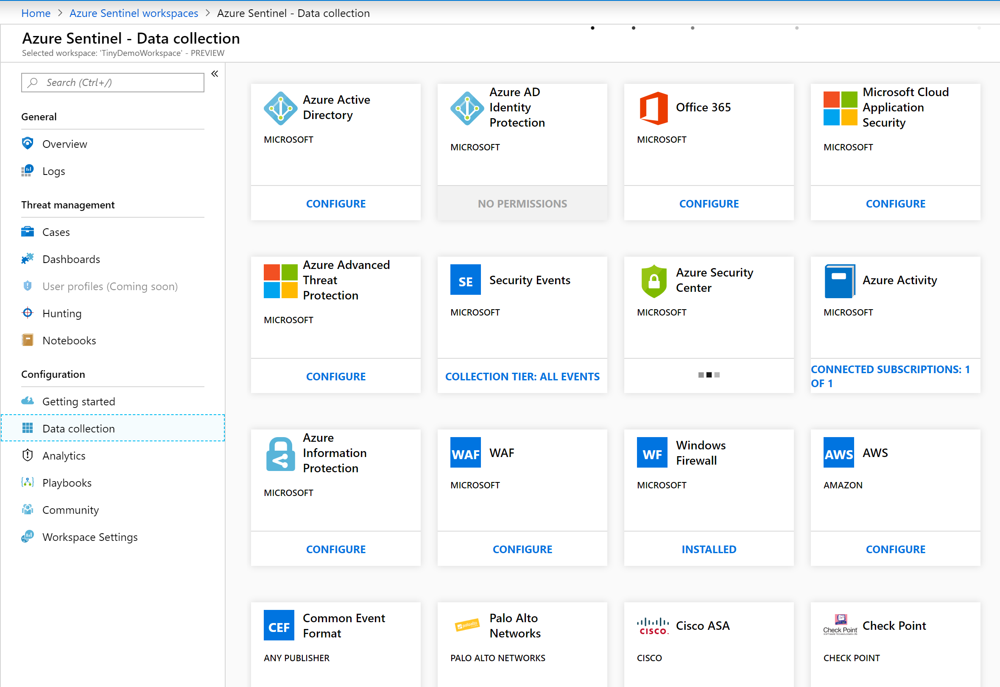 Home > Azure Sentinel workspaces > Azure Sentinel - Data collection
Azure Sentinel - Data collection
Selected workspace: 'TinyDemoWorkspace' - PREVIEW
Search (Ctrl+/)
«
General
Overview
Logs
Threat management
Cases
Dashboards
User profiles (Coming soon)
Hunting
Notebooks
Configuration
Getting started
Data collection
Analytics
Playbooks
Community
Workspace Settings
Azure Active
Directory
MICROSOFT
CONFIGURE
Azure AD
Identity
Protection
MICROSOFT
NO PERMISSIONS
Office 365
MICROSOFT
CONFIGURE
Microsoft Cloud
Application
Security
MICROSOFT
CONFIGURE
Azure Advanced
Threat
Protection
MICROSOFT
CONFIGURE
SE
Security Events
MICROSOFT
COLLECTION TIER: ALL EVENTS
Azure Security
Center
MICROSOFT
Azure Activity
MICROSOFT
CONNECTED SUBSCRIPTIONS: 1
OF 1
Azure
Information
Protection
MICROSOFT
CONFIGURE
WAF
WAF
MICROSOFT
CONFIGURE
WF
Windows
Firewall
MICROSOFT
INSTALLED
AWS
AWS
AMAZON
CONFIGURE
CEF
Common Event
Format
ANY PUBLISHER
paloalto
Palo Alto
Networks
PALO ALTO NETWORKS
CISCO.
Cisco ASA
CISCO
Check Point
SOFTWARE TECHNOLOGIES LTD
Check Point
CHECK POINT